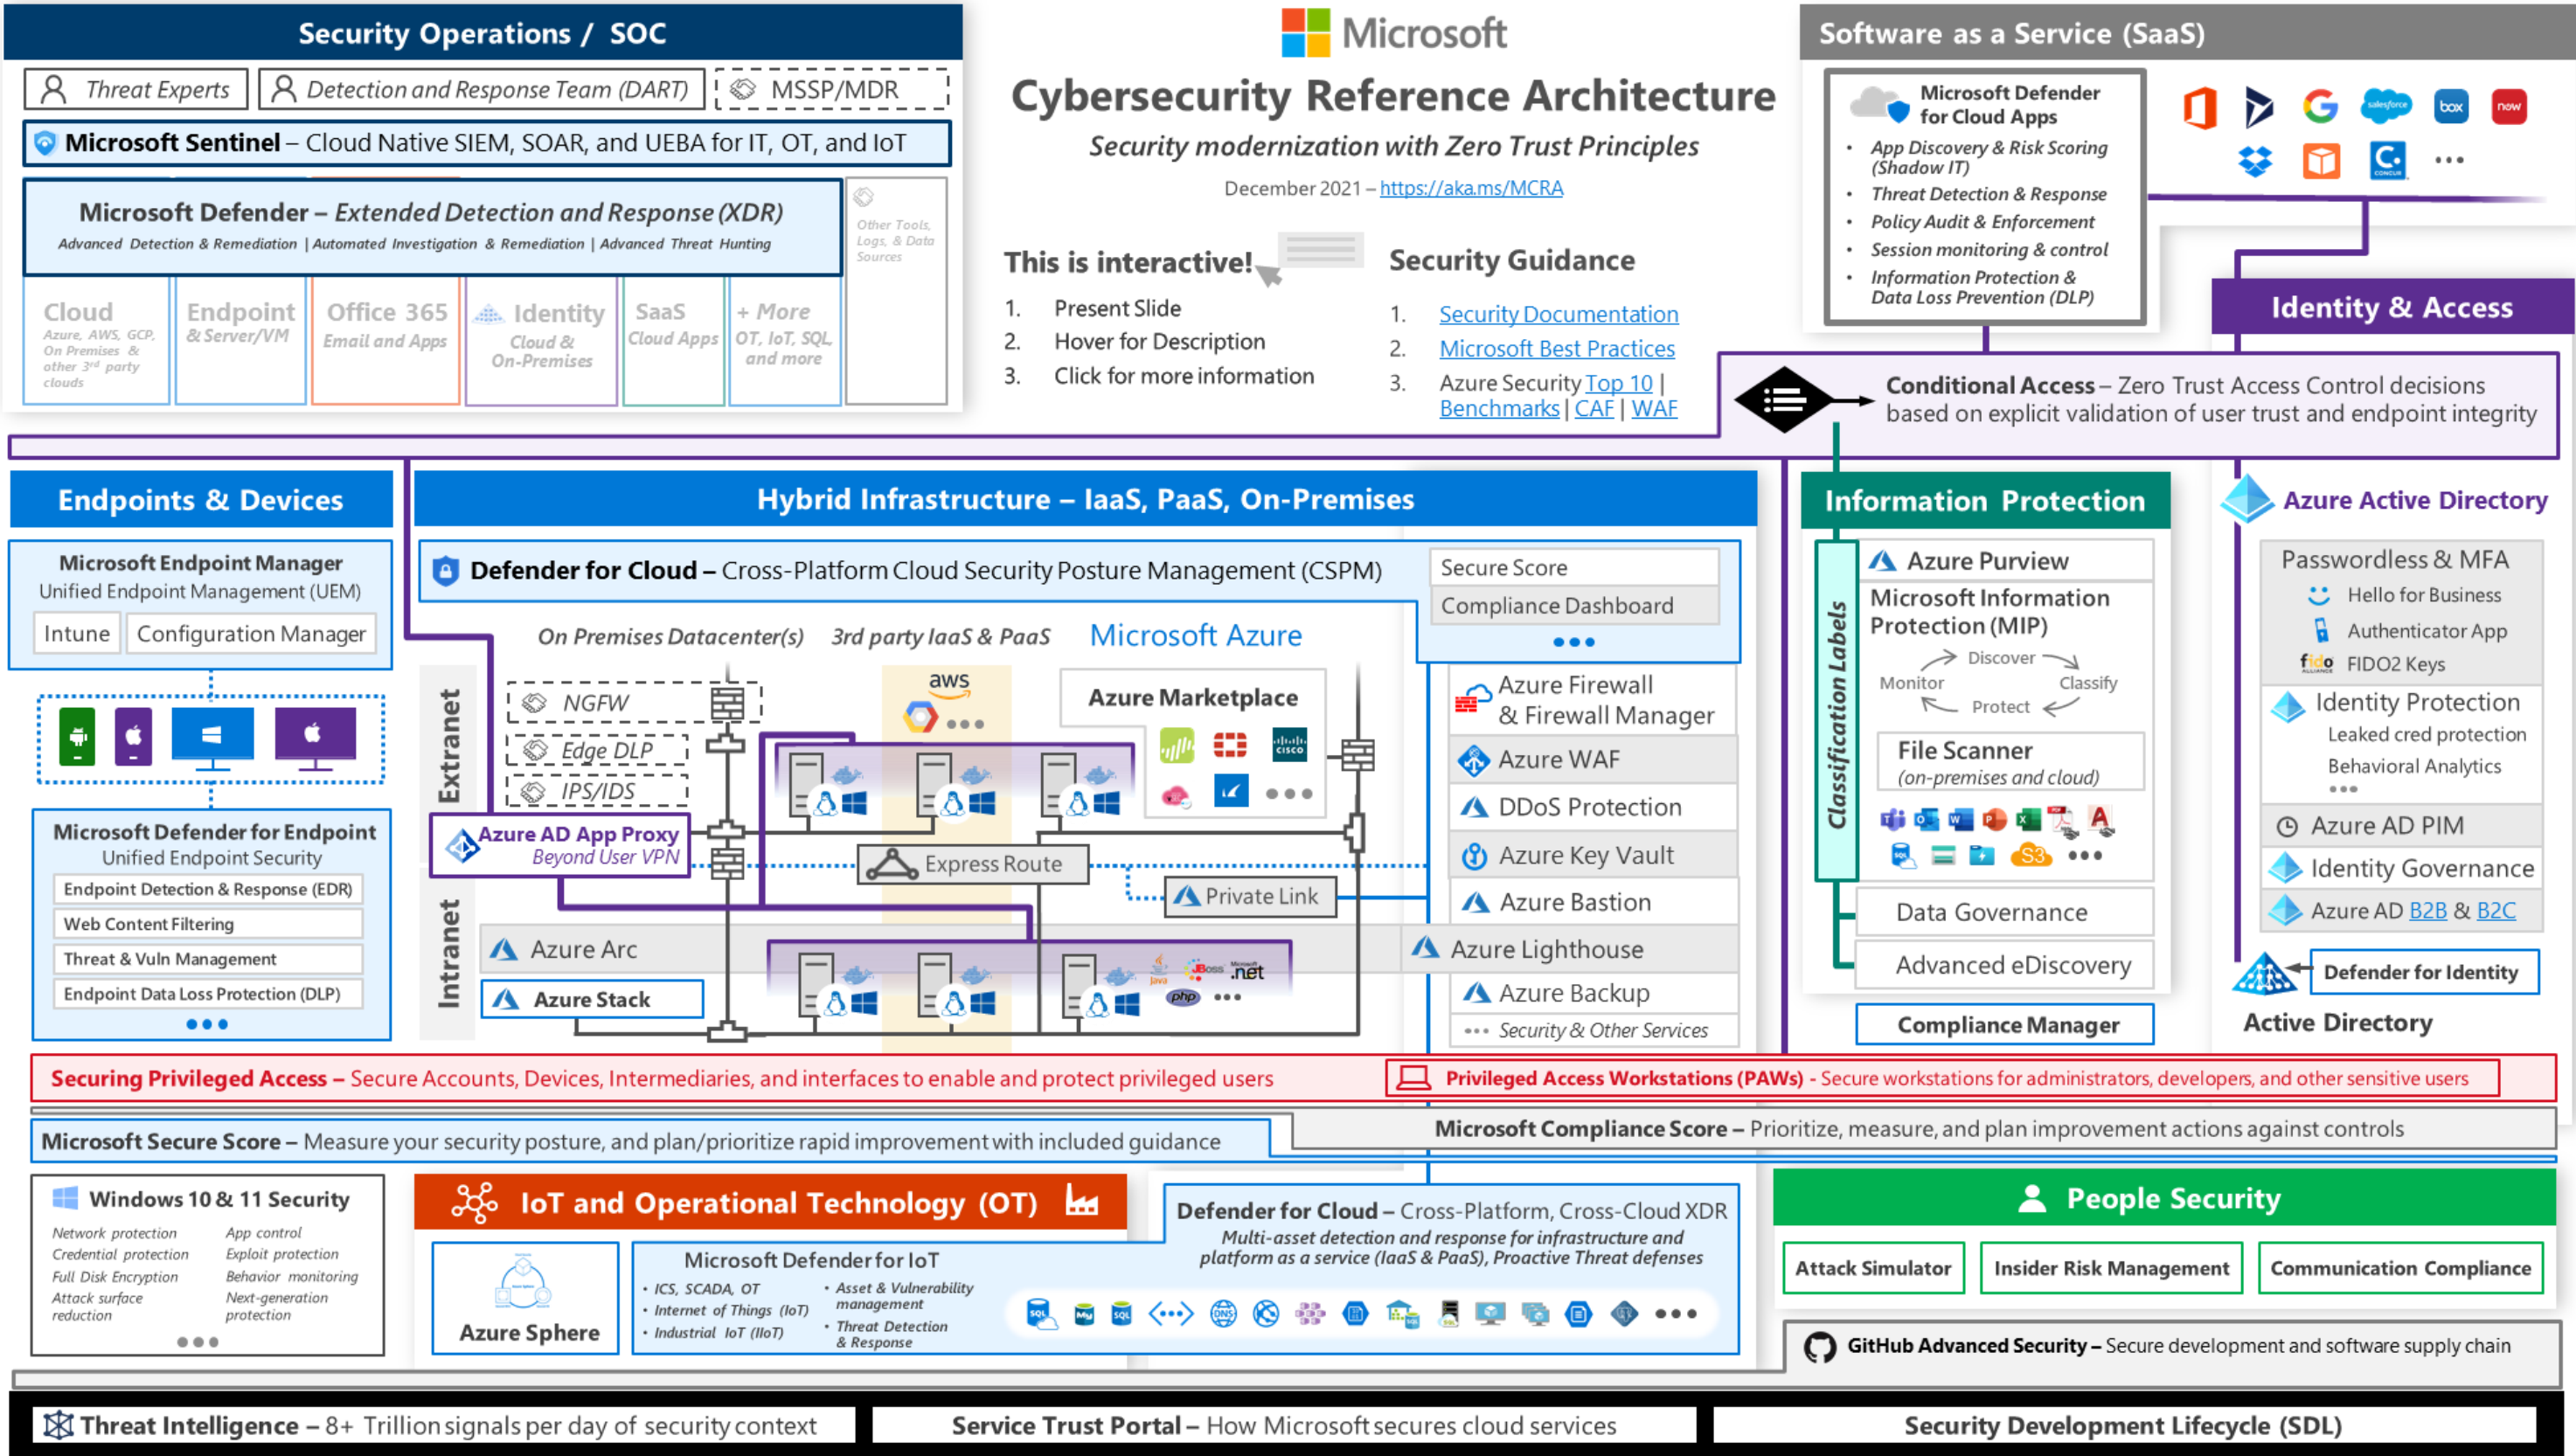 Security Operations / SOC
Threat Experts
Detection and Response Team (DART)
MSSP/MDR
Microsoft Sentinel – Cloud Native SIEM, SOAR, and UEBA for IT, OT, and IoT
Microsoft Defender – Extended Detection and Response (XDR)
Advanced Detection & Remediation | Automated Investigation & Remediation | Advanced Threat Hunting
Other Tools,
Logs, & Data
Sources
Cloud
Azure, AWS, GCP,
On Premises &
other 3rd party
clouds
Endpoint
& Server/VM
Office 365
Email and Apps
Identity
Cloud &
On-Premises
SaaS
Cloud Apps
+ More
OT, IoT, SQL,
and more
Microsoft
Cybersecurity Reference Architecture
Security modernization with Zero Trust Principles
December 2021 – https://aka.ms/MCRA
This is interactive!
1. Present Slide
2. Hover for Description
3. Click for more information
Security Guidance
1. Security Documentation
2. Microsoft Best Practices
3. Azure Security Top 10 |
Benchmarks | CAF | WAF
Software as a Service (SaaS)
Microsoft Defender
for Cloud Apps
• App Discovery & Risk Scoring
(Shadow IT)
• Threat Detection & Response
• Policy Audit & Enforcement
• Session monitoring & control
• Information Protection &
Data Loss Prevention (DLP)
salesforce
box
now
CONCUR
Identity & Access
Conditional Access – Zero Trust Access Control decisions
based on explicit validation of user trust and endpoint integrity
Endpoints & Devices
Microsoft Endpoint Manager
Unified Endpoint Management (UEM)
Intune
Configuration Manager
Microsoft Defender for Endpoint
Unified Endpoint Security
Endpoint Detection & Response (EDR)
Web Content Filtering
Threat & Vuln Management
Endpoint Data Loss Protection (DLP)
Hybrid Infrastructure – IaaS, PaaS, On-Premises
Defender for Cloud – Cross-Platform Cloud Security Posture Management (CSPM)
Secure Score
Compliance Dashboard
On Premises Datacenter(s)
3rd party IaaS & PaaS
Microsoft Azure
Extranet
Intranet
NGFW
Edge DLP
IPS/IDS
aws
Azure Marketplace
CISCO
Azure AD App Proxy
Beyond User VPN
Express Route
Private Link
Azure Arc
Azure Stack
Java
JBoss
Microsoft
.net
php
Azure Firewall
& Firewall Manager
Azure WAF
DDoS Protection
Azure Key Vault
Azure Bastion
Azure Lighthouse
Azure Backup
Security & Other Services
Information Protection
Classification Labels
Azure Purview
Microsoft Information
Protection (MIP)
Discover
Monitor
Classify
Protect
File Scanner
(on-premises and cloud)
SQL
S3
Data Governance
Advanced eDiscovery
Compliance Manager
Azure Active Directory
Passwordless & MFA
Hello for Business
Authenticator App
fido
ALLIANCE
FIDO2 Keys
Identity Protection
Leaked cred protection
Behavioral Analytics
Azure AD PIM
Identity Governance
Azure AD B2B & B2C
Defender for Identity
Active Directory
Securing Privileged Access – Secure Accounts, Devices, Intermediaries, and interfaces to enable and protect privileged users
Privileged Access Workstations (PAWs) - Secure workstations for administrators, developers, and other sensitive users
Microsoft Secure Score – Measure your security posture, and plan/prioritize rapid improvement with included guidance
Microsoft Compliance Score – Prioritize, measure, and plan improvement actions against controls
Windows 10 & 11 Security
Network protection
Credential protection
Full Disk Encryption
Attack surface
reduction
App control
Exploit protection
Behavior monitoring
Next-generation
protection
IoT and Operational Technology (OT)
Azure Sphere
Microsoft Defender for IoT
• ICS, SCADA, OT
• Internet of Things (IoT)
• Industrial IoT (IIoT)
• Asset & Vulnerability
management
• Threat Detection
& Response
Defender for Cloud – Cross-Platform, Cross-Cloud XDR
Multi-asset detection and response for infrastructure and
platform as a service (IaaS & PaaS), Proactive Threat defenses
SQL
My
SQL
DNS
People Security
Attack Simulator
Insider Risk Management
Communication Compliance
GitHub Advanced Security – Secure development and software supply chain
Threat Intelligence – 8+ Trillion signals per day of security context
Service Trust Portal – How Microsoft secures cloud services
Security Development Lifecycle (SDL)